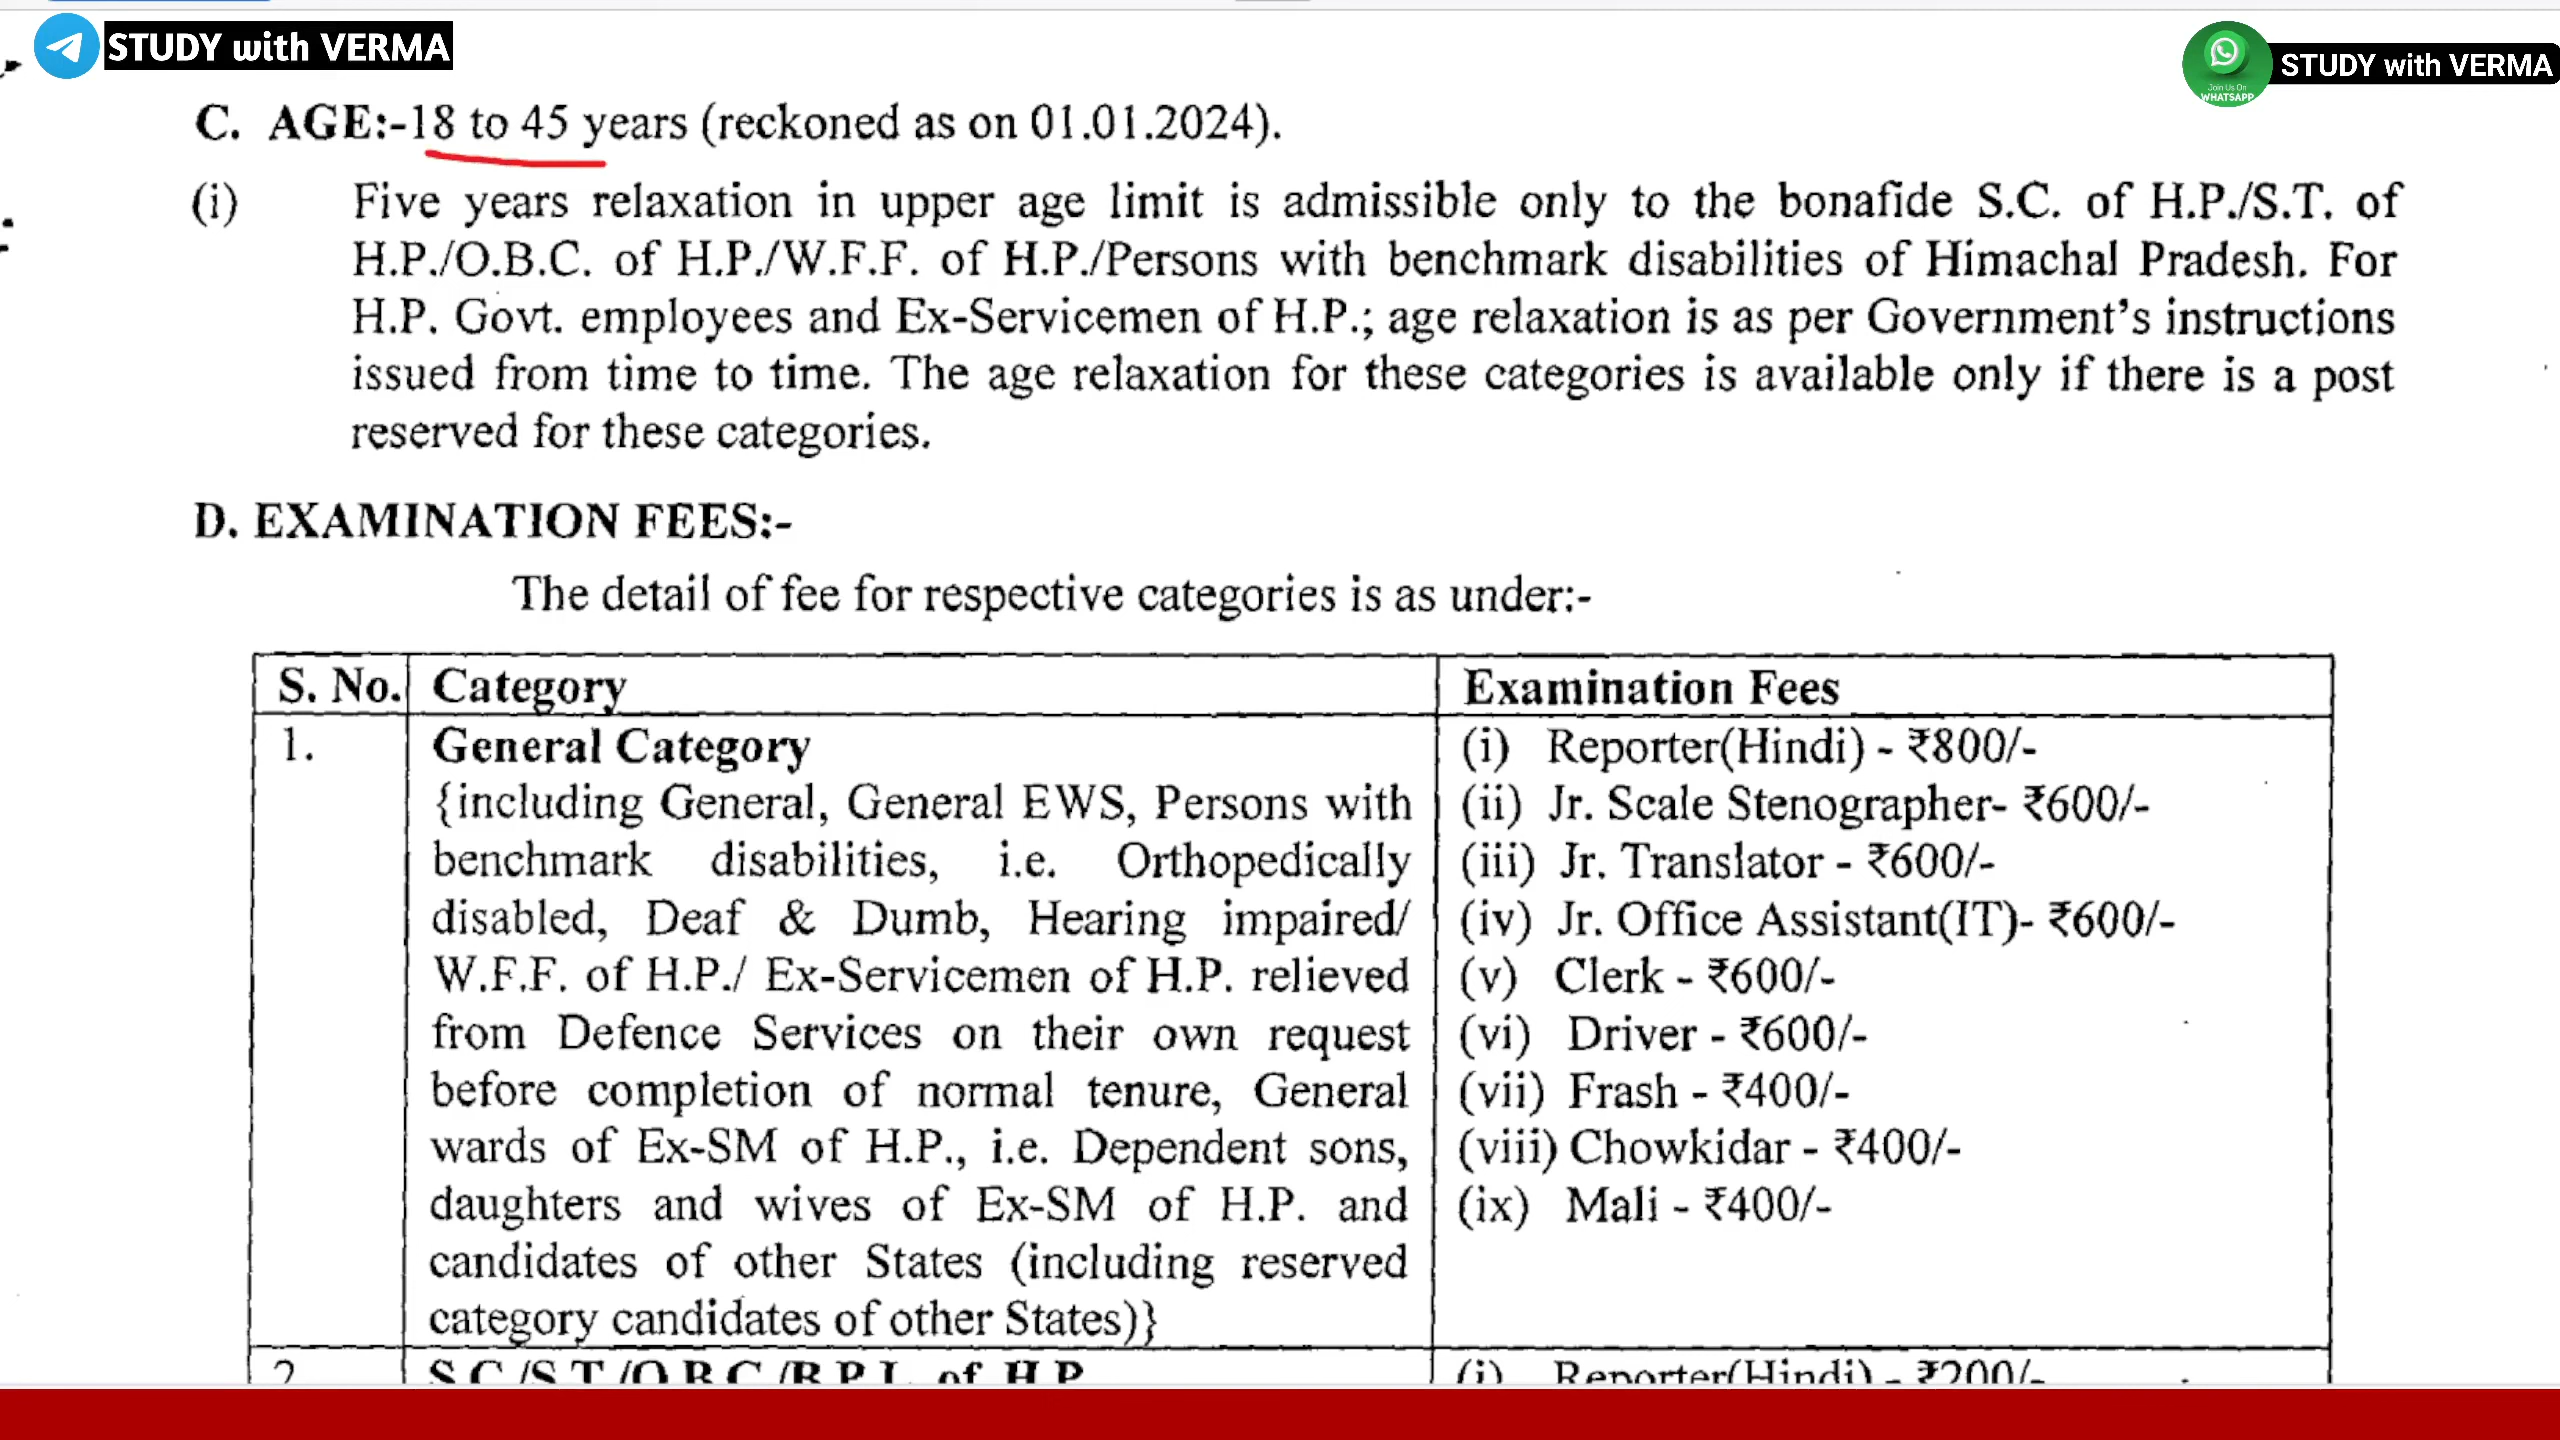 STUDY with VERMA
Join Us On
WHATSAPP
STUDY with VERMA
C. AGE:-18 to 45 years (reckoned as on 01.01.2024).
(i) Five years relaxation in upper age limit is admissible only to the bonafide S.C. of H.P./S.T. of
H.P./O.B.C. of H.P./W.F.F. of H.P./Persons with benchmark disabilities of Himachal Pradesh. For
H.P. Govt. employees and Ex-Servicemen of H.P.; age relaxation is as per Government's instructions
issued from time to time. The age relaxation for these categories is available only if there is a post
reserved for these categories.
D. EXAMINATION FEES:-
The detail of fee for respective categories is as under:-
S. No. Category Examination Fees
1. General Category
{including General, General EWS, Persons with
benchmark disabilities, i.e. Orthopedically
disabled, Deaf & Dumb, Hearing impaired/
W.F.F. of H.P./ Ex-Servicemen of H.P. relieved
from Defence Services on their own request
before completion of normal tenure, General
wards of Ex-SM of H.P., i.e. Dependent sons,
daughters and wives of Ex-SM of H.P. and
candidates of other States (including reserved
category candidates of other States)}
(i) Reporter(Hindi) - ₹800/-
(ii) Jr. Scale Stenographer- ₹600/-
(iii) Jr. Translator - ₹600/-
(iv) Jr. Office Assistant(IT)- ₹600/-
(v) Clerk - ₹600/-
(vi) Driver - ₹600/-
(vii) Frash - ₹400/-
(viii) Chowkidar - ₹400/-
(ix) Mali - ₹400/-
2. S.C./S.T./O.B.C./B.P.L. of H.P.
(i) Reporter(Hindi) - ₹200/-